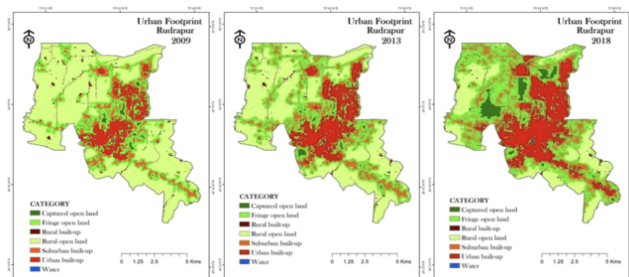 Urban Footprint
Rudrapur
2009
CATEGORY
Captured open land
Fringe open land
Rural built-up
Rural open land
Suburban built-up
Urban built-up
Water
0 1.25 2.5 5 Kms
Urban Footprint
Rudrapur
2013
CATEGORY
Captured open land
Fringe open land
Rural built-up
Rural open land
Suburban built-up
Urban built-up
Water
0 1.25 2.5 5 Kms
Urban Footprint
Rudrapur
2018
CATEGORY
Captured open land
Fringe open land
Rural built-up
Rural open land
Suburban built-up
Urban built-up
Water
0 1.25 2.5 5 Kms